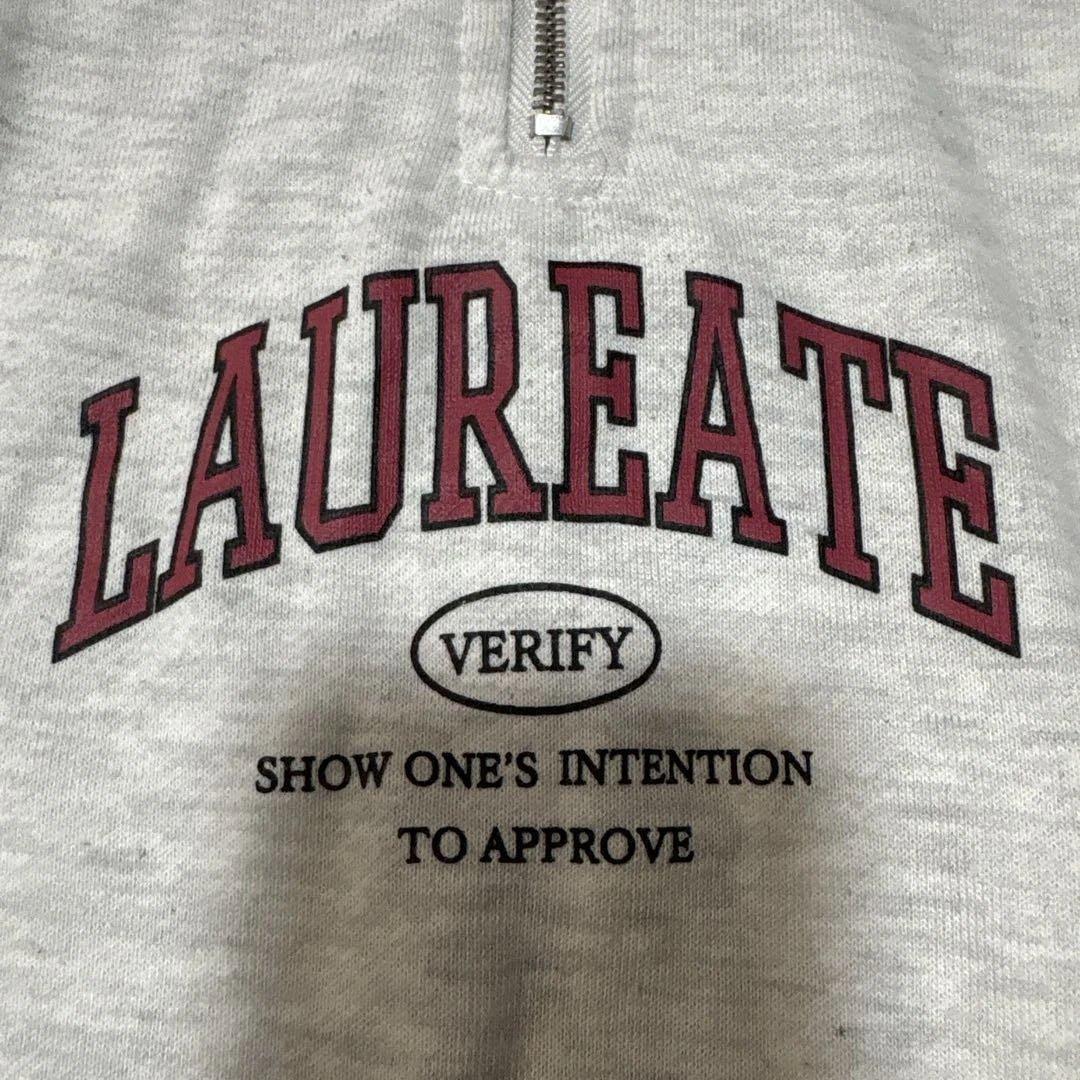 LAUREATE
VERIFY
SHOW ONE'S INTENTION
TO APPROVE